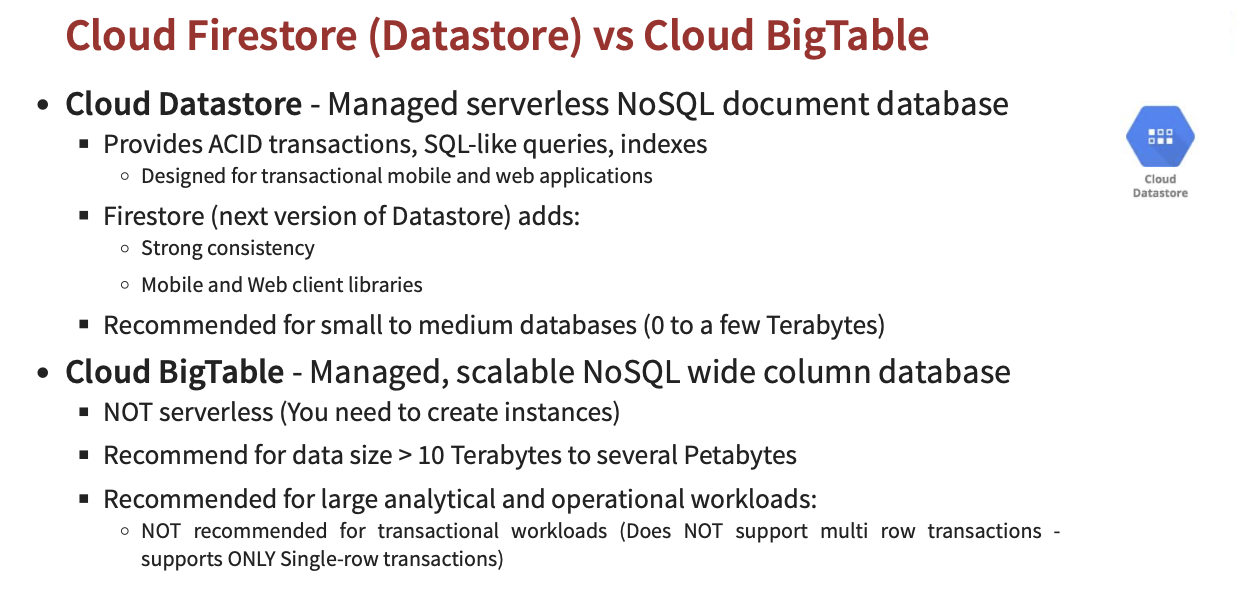 Cloud Firestore (Datastore) vs Cloud BigTable
Cloud Datastore - Managed serverless NoSQL document database
Provides ACID transactions, SQL-like queries, indexes
Designed for transactional mobile and web applications
Cloud
Datastore
Firestore (next version of Datastore) adds:
Strong consistency
Mobile and Web client libraries
Recommended for small to medium databases (0 to a few Terabytes)
Cloud BigTable - Managed, scalable NoSQL wide column database
NOT serverless (You need to create instances)
Recommend for data size > 10 Terabytes to several Petabytes
Recommended for large analytical and operational workloads:
NOT recommended for transactional workloads (Does NOT support multi row transactions -
supports ONLY Single-row transactions)